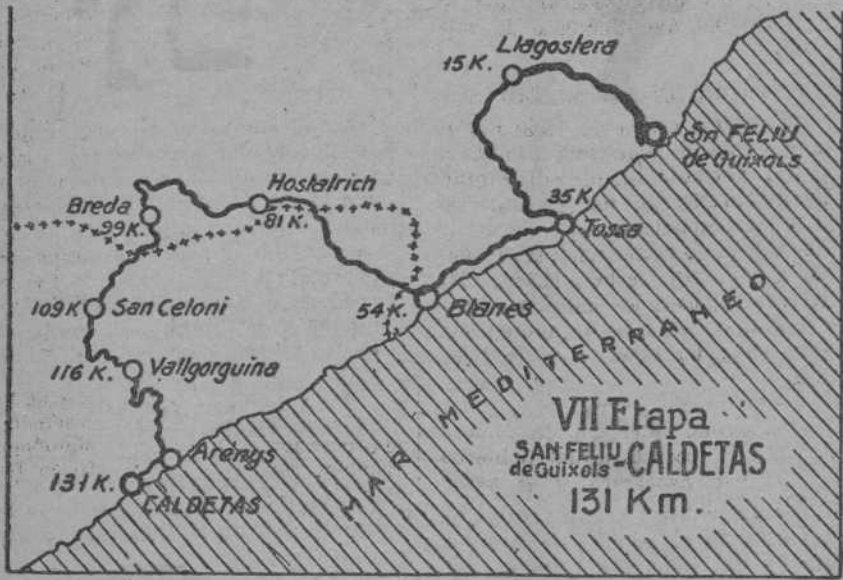 Llagostera
15 K.
SAn FELIU
de Guixols
35 K
Tossa
Hostalrich
81 K.
Breda
99 K.
54 K.
Blanes
109 K
San Celoni
116 K.
Vallgorguina
Arenys
131 K.
CALDETAS
MAR MEDITERRANEO
VII Etapa
SAN FELIU
de Guixols - CALDETAS
131 Km.